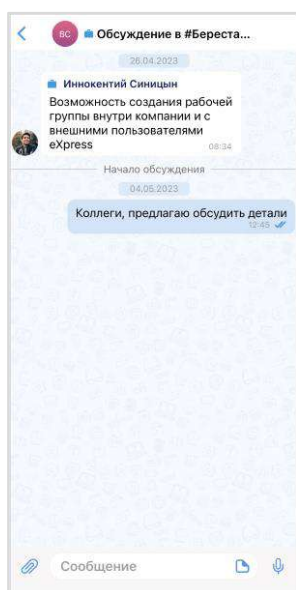 ВС Обсуждение в #Береста...
26.04.2023
Иннокентий Синицын
Возможность создания рабочей
группы внутри компании и с
внешними пользователями
eXpress 08:34
Начало обсуждения
04.05.2023
Коллеги, предлагаю обсудить детали
12:45
Сообщение